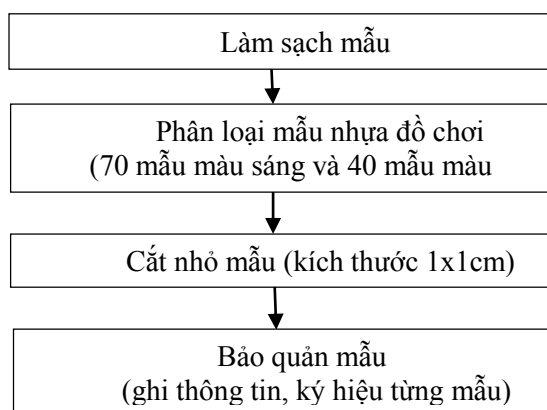 Làm sạch mẫu
Phân loại mẫu nhựa đồ chơi
(70 mẫu màu sáng và 40 mẫu màu
Cắt nhỏ mẫu (kích thước 1x1cm)
Bảo quản mẫu
(ghi thông tin, ký hiệu từng mẫu)